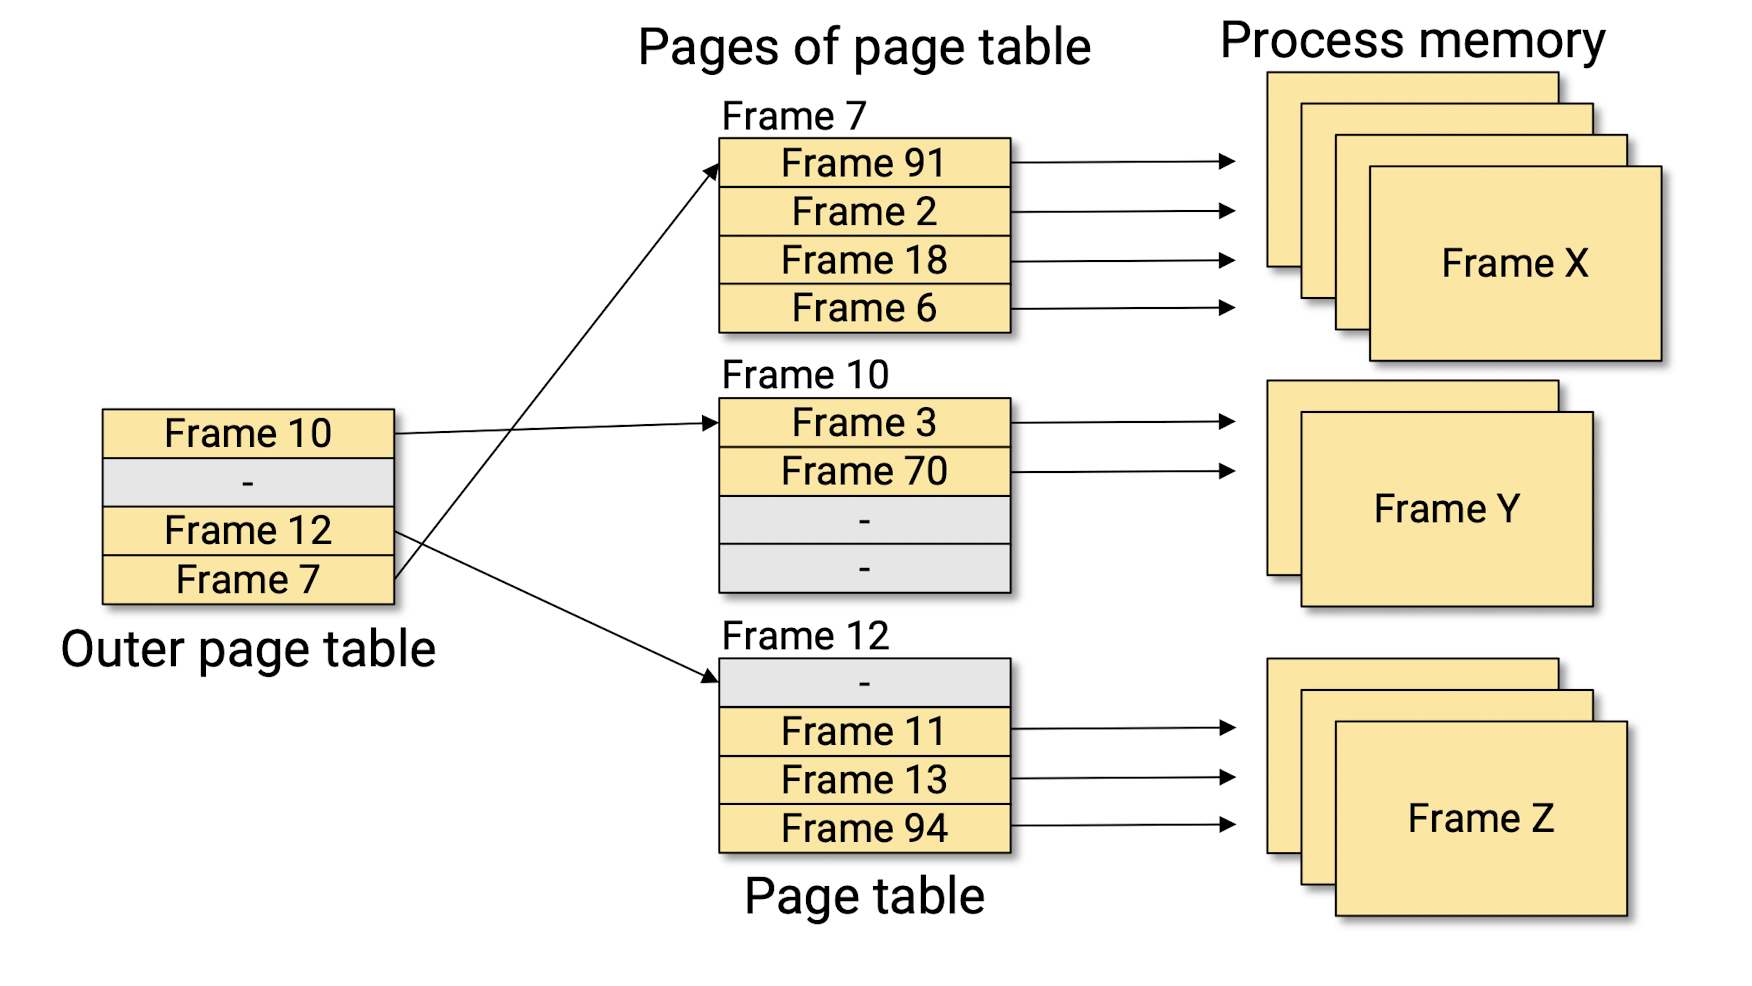 Pages of page table
Process memory
Frame 7
Frame 91
Frame 2
Frame 18
Frame 6
Frame X
Frame 10
Frame 3
Frame 70
-
-
Frame Y
Frame 10
-
Frame 12
Frame 7
Outer page table
Frame 12
-
Frame 11
Frame 13
Frame 94
Frame Z
Page table